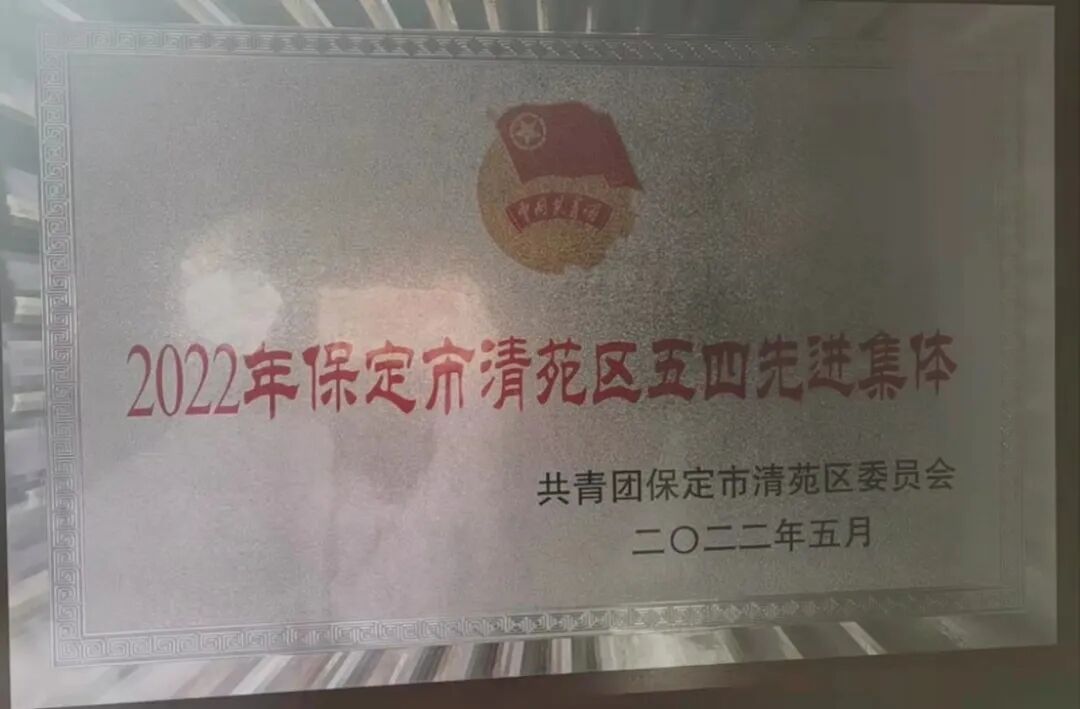 中国共青团
2022年保定市清苑区五四先进集体
共青团保定市清苑区委员会
二〇二二年五月